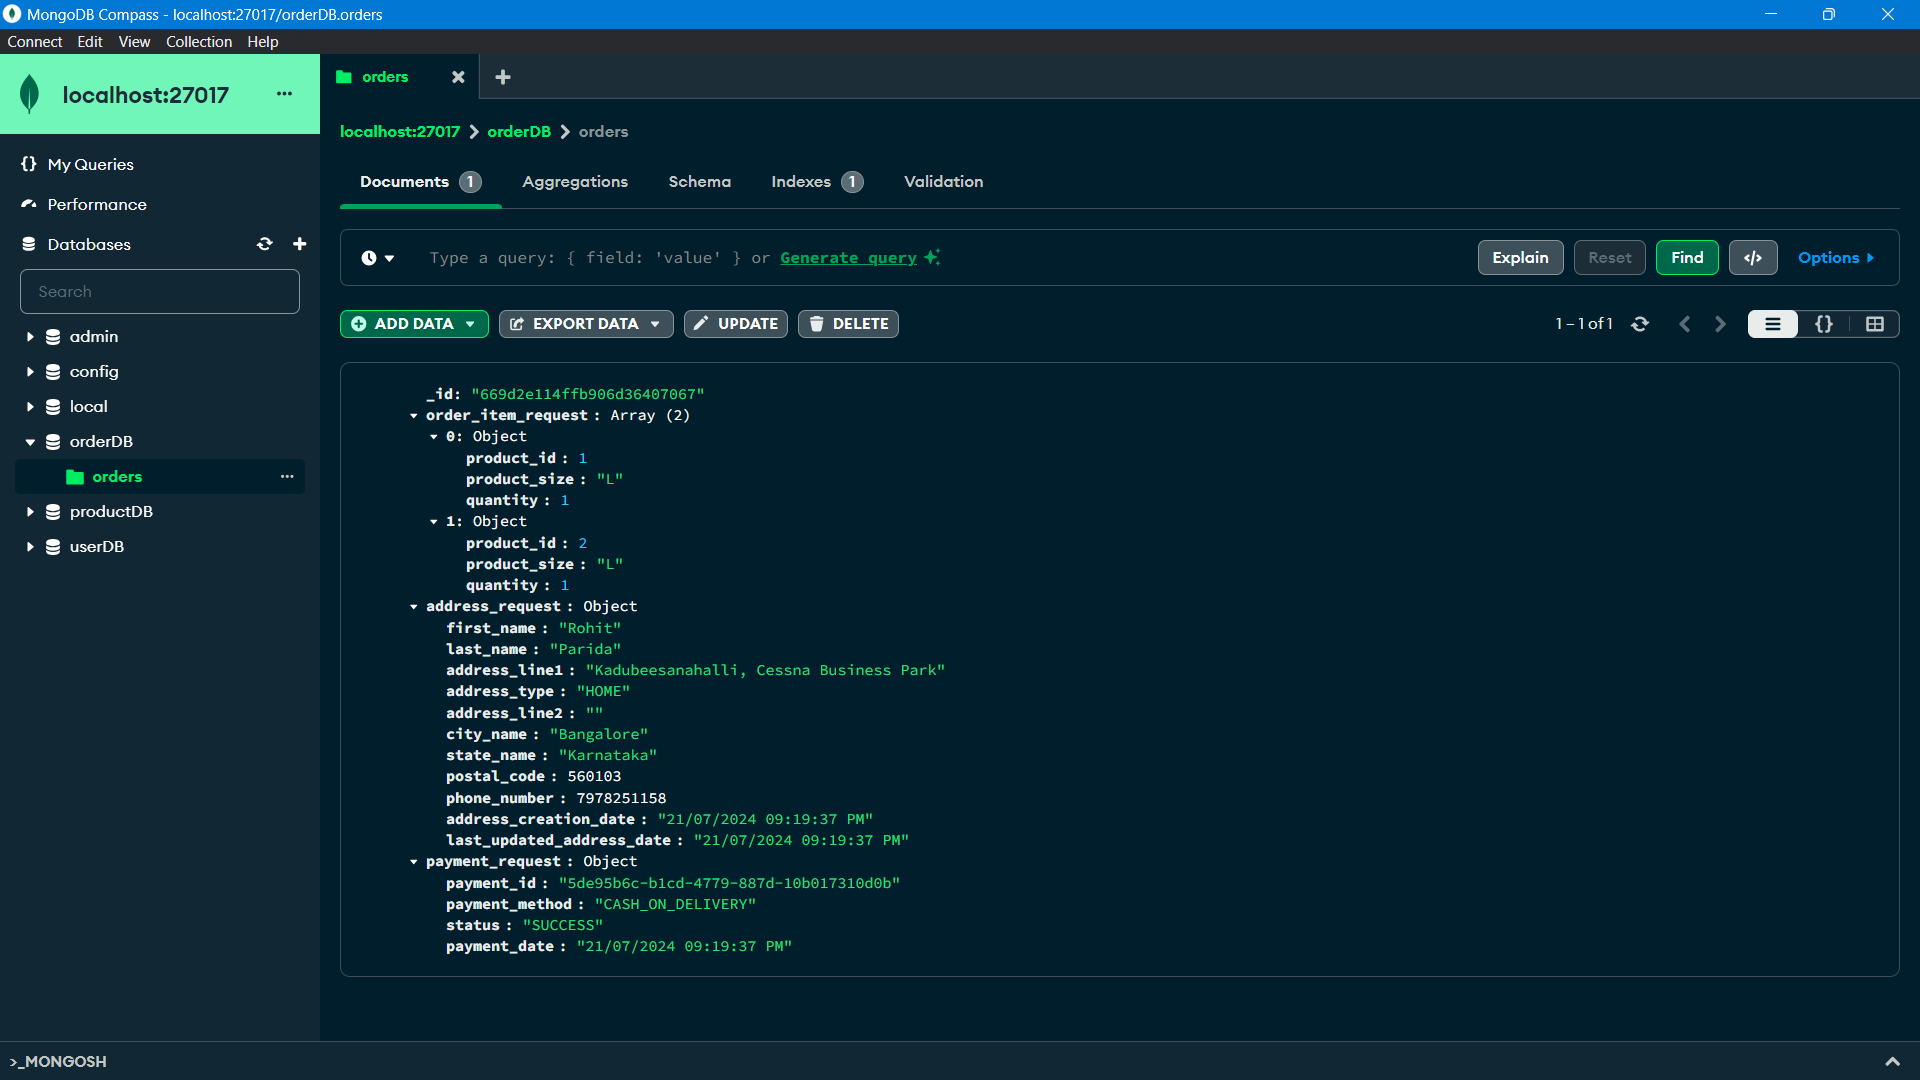 MongoDB Compass - localhost:27017/orderDB.orders
Connect Edit View Collection Help
localhost:27017 ...
orders
localhost:27017 > orderDB > orders
{} My Queries
Performance
Databases
Search
admin
config
local
orderDB
orders ...
productDB
userDB
Documents 1 Aggregations Schema Indexes 1 Validation
Type a query: { field: 'value' } or Generate query
Explain Reset Find </> Options
ADD DATA EXPORT DATA UPDATE DELETE
1 – 1 of 1 {}
_id: "669d2e114ffb906d36407067"
order_item_request : Array (2)
0: Object
product_id : 1
product_size : "L"
quantity : 1
1: Object
product_id : 2
product_size : "L"
quantity : 1
address_request : Object
first_name : "Rohit"
last_name : "Parida"
address_line1 : "Kadubeesanahalli, Cessna Business Park"
address_type : "HOME"
address_line2 : ""
city_name : "Bangalore"
state_name : "Karnataka"
postal_code : 560103
phone_number : 7978251158
address_creation_date : "21/07/2024 09:19:37 PM"
last_updated_address_date : "21/07/2024 09:19:37 PM"
payment_request : Object
payment_id : "5de95b6c-b1cd-4779-887d-10b017310d0b"
payment_method : "CASH_ON_DELIVERY"
status : "SUCCESS"
payment_date : "21/07/2024 09:19:37 PM"
>_MONGOSH